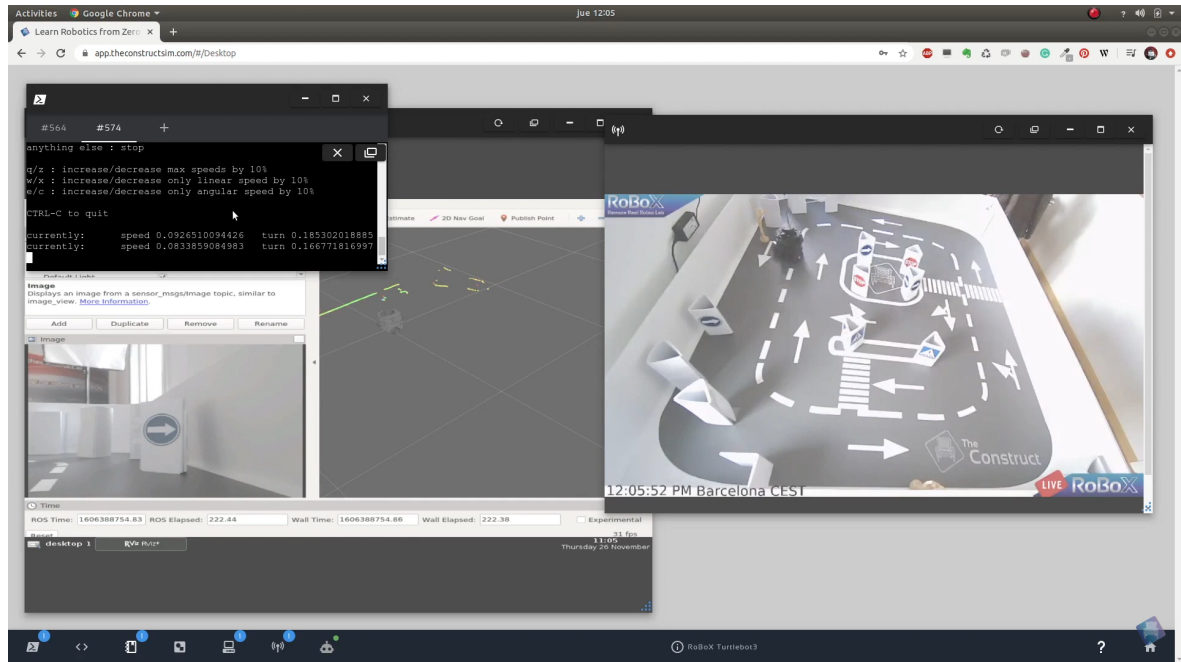 Activities
Google Chrome
jue 12:05
Learn Robotics from Zero
app.theconstructsim.com/#/Desktop
#564 #574 +
anything else : stop
q/z : increase/decrease max speeds by 10%
w/x : increase/decrease only linear speed by 10%
e/c : increase/decrease only angular speed by 10%
CTRL-C to quit
currently: speed 0.0926510094426 turn 0.185302018885
currently: speed 0.0833859084983 turn 0.166771816997
2D Nav Goal
Publish Point
Default Light
Image
Displays an image from a sensor_msgs/Image topic, similar to
image_view. More Information.
Add Duplicate Remove Rename
Image
Time
ROS Time: 1606388754.83 ROS Elapsed: 222.44 Wall Time: 1606388754.86 Wall Elapsed: 222.38 Experimental
Reset
31 fps
desktop 1
RViz*
11:05
Thursday 26 November
RoBoX
The Construct
12:05:52 PM Barcelona CEST
LIVE RoBoX
RoBoX Turtlebot3